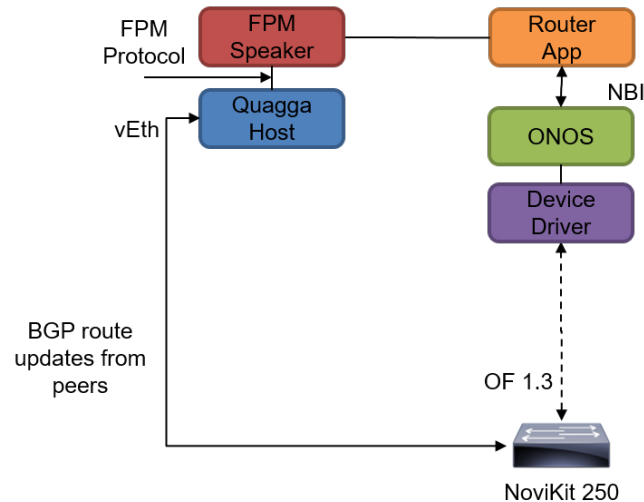 FPM
Protocol
FPM
Speaker
Router
App
NBI
Quagga
Host
vEth
ONOS
Device
Driver
BGP route
updates from
peers
OF 1.3
NoviKit 250